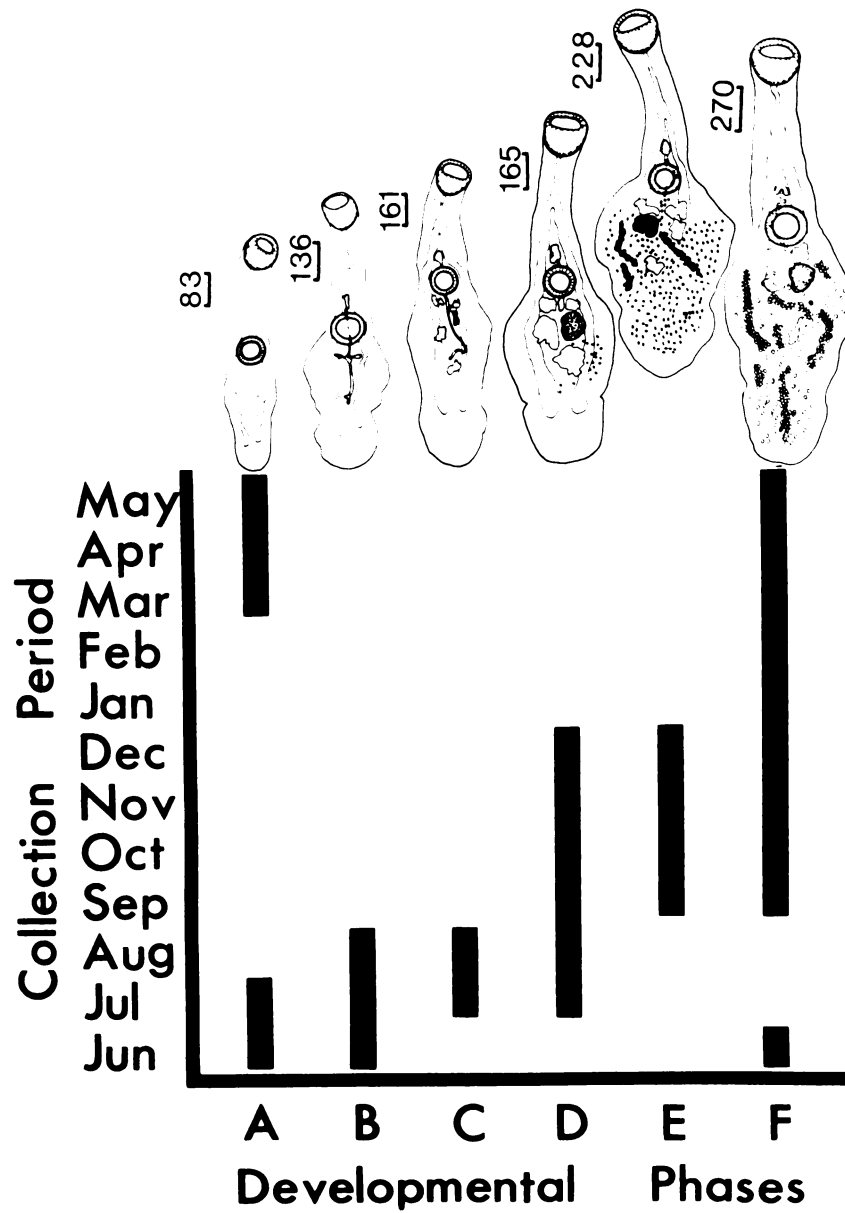 228
270
165
161
136
83
May
Apr
Mar
Feb
Jan
Dec
Nov
Oct
Sep
Aug
Jul
Jun
Collection Period
A B C D E F
Developmental Phases